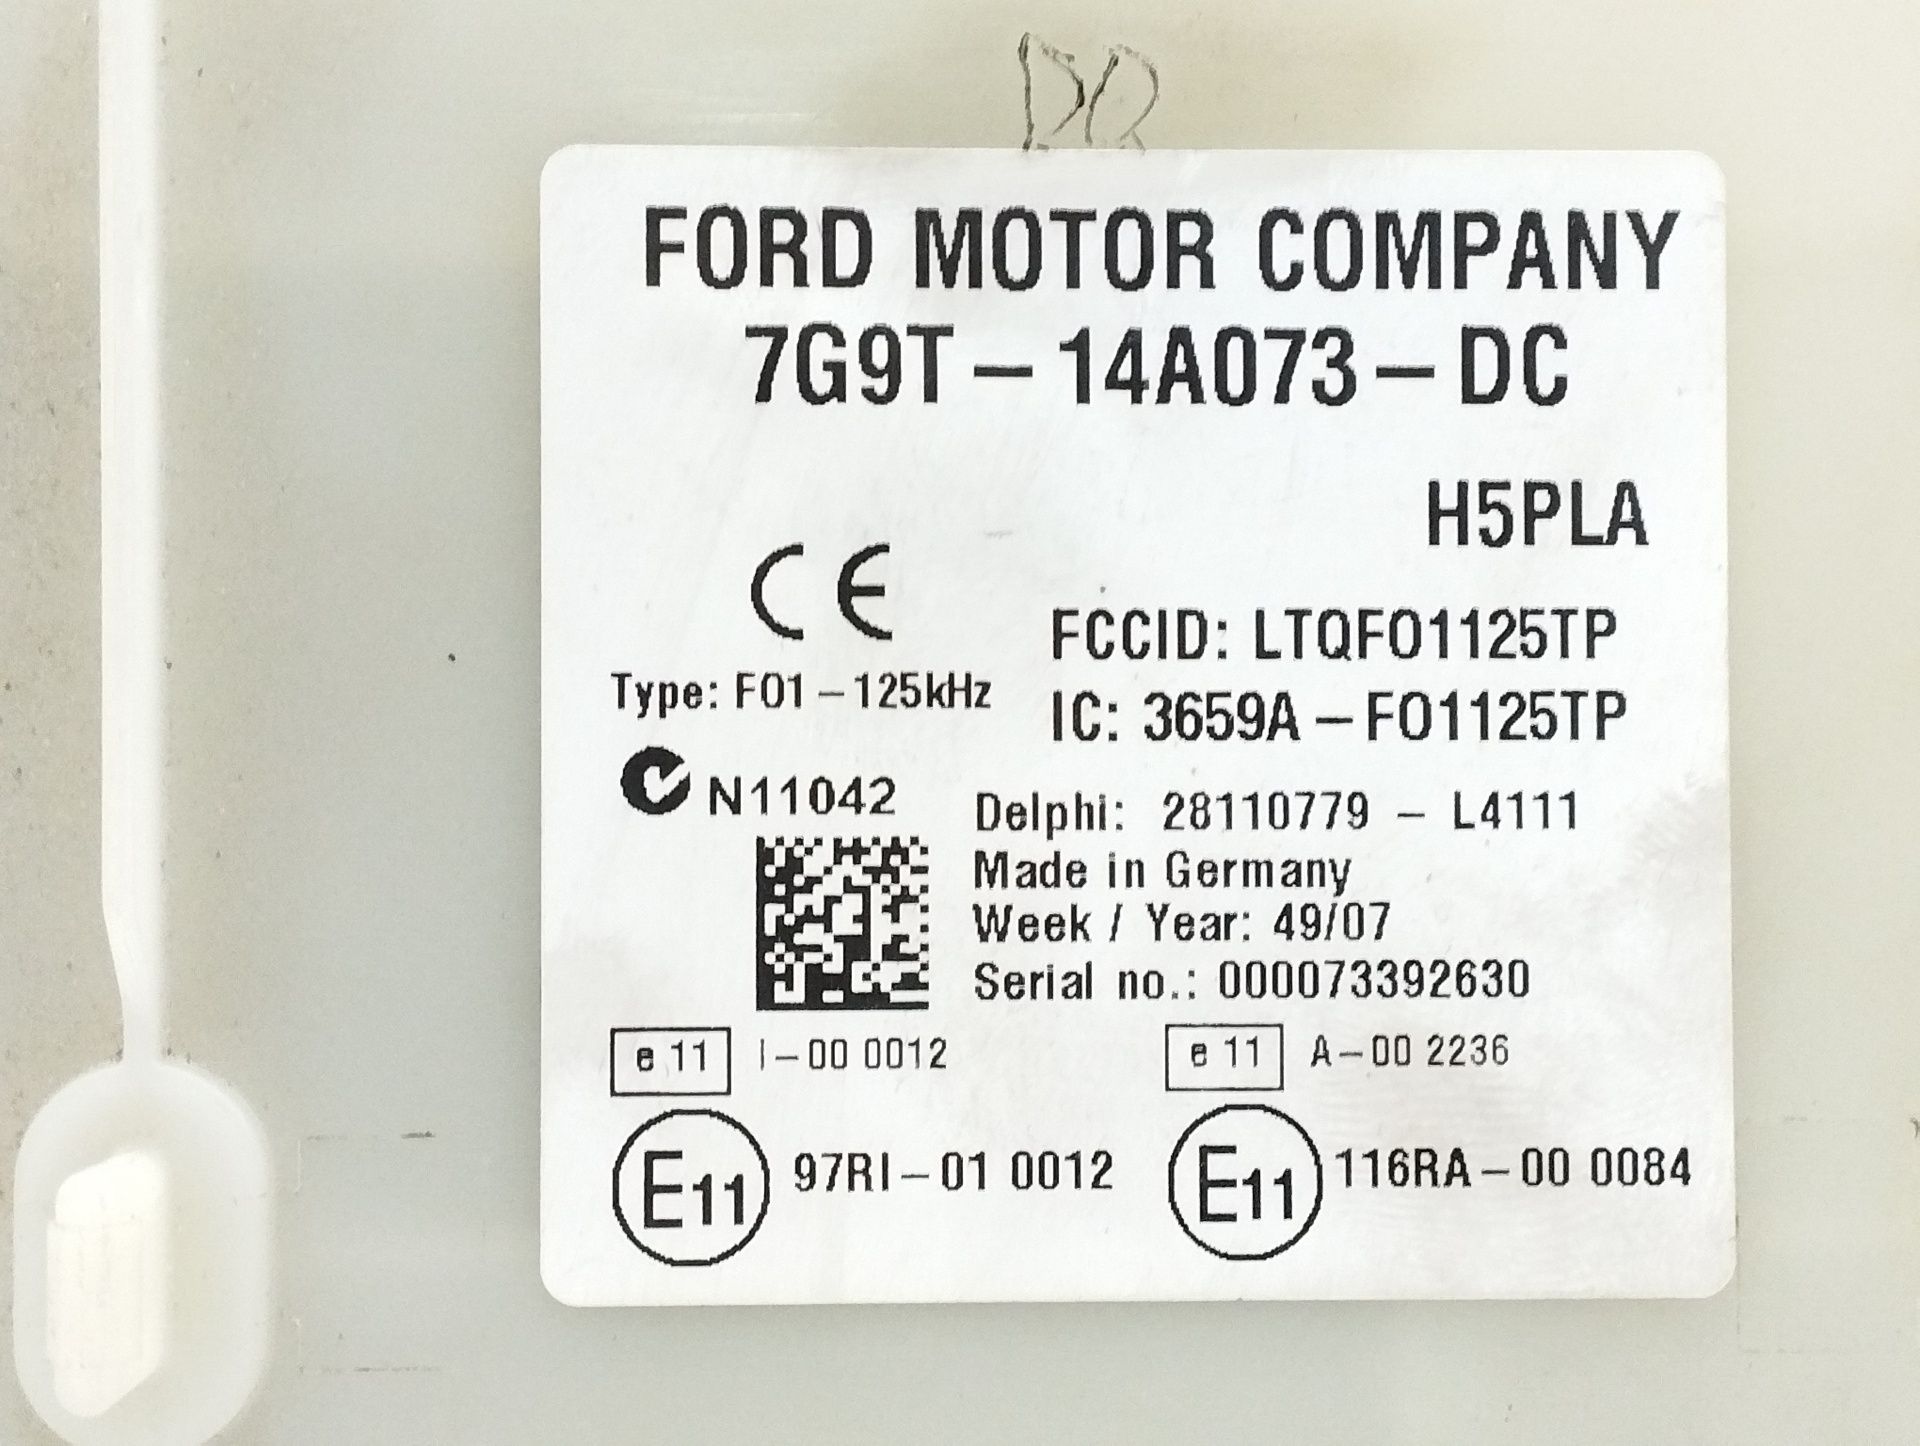 DQ
FORD MOTOR COMPANY
7G9T – 14A073 – DC
H5PLA
CE
FCCID: LTQFO1125TP
Type: FO1 – 125kHz
IC: 3659A – FO1125TP
N11042
Delphi: 28110779 – L4111
Made in Germany
Week / Year: 49/07
Serial no.: 000073392630
e 11 I – 00 0012
e 11 A – 00 2236
E11 97RI – 01 0012
E11 116RA – 00 0084